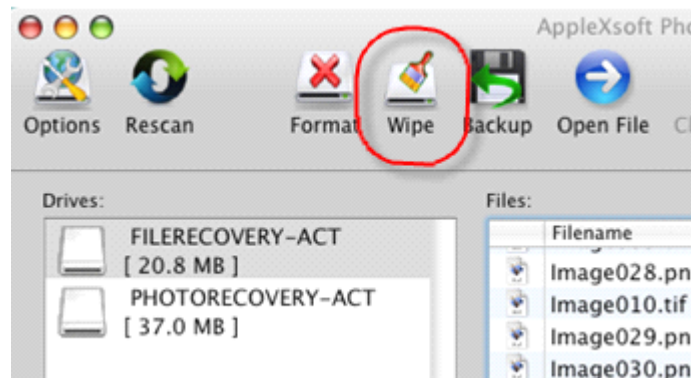 AppleXsoft Pho
Options Rescan Format Wipe Backup Open File
Drives:
FILERECOVERY-ACT
[ 20.8 MB ]
PHOTORECOVERY-ACT
[ 37.0 MB ]
Files:
Filename
Image028.pn
Image010.tif
Image029.pn
Image030.pn